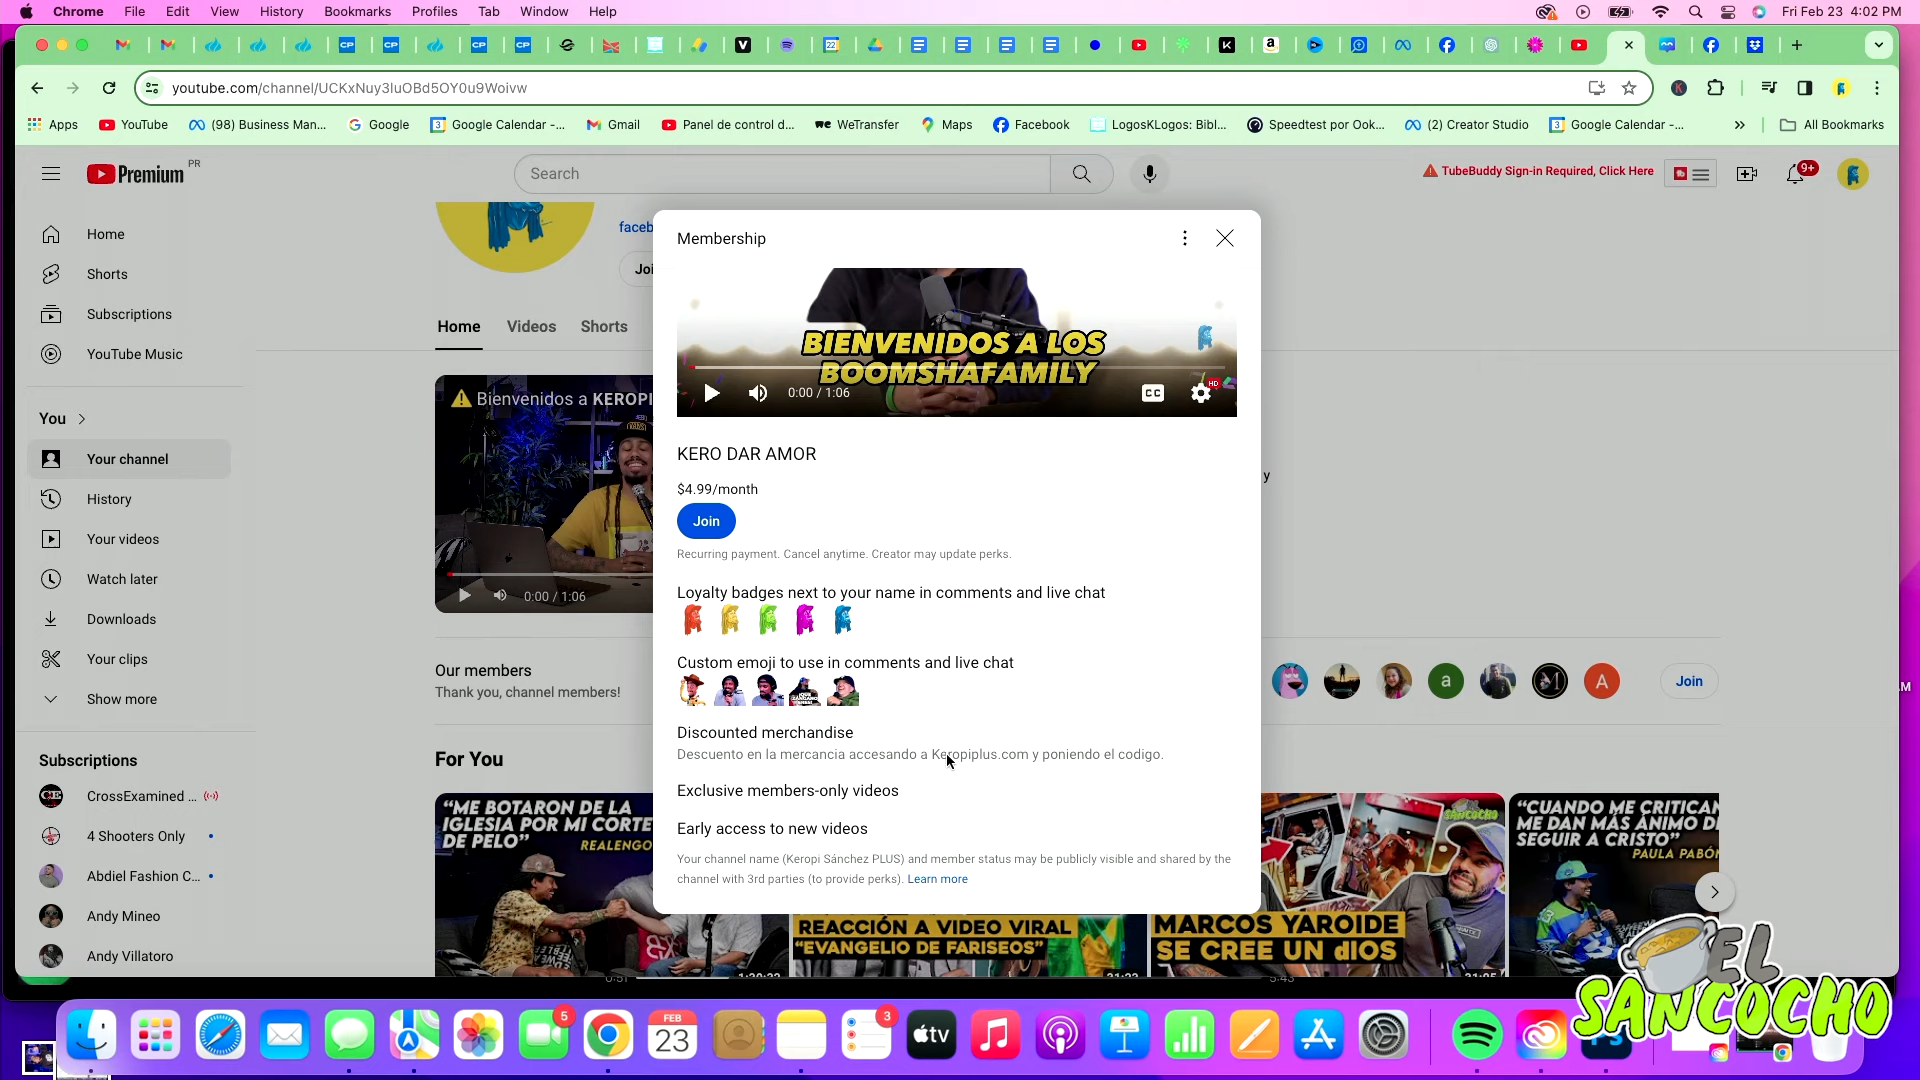 Chrome File Edit View History Bookmarks Profiles Tab Window Help
Fri Feb 23 4:02 PM
youtube.com/channel/UCKxNuy3IuOBd5OY0u9Woivw
Apps YouTube (98) Business Man... Google Google Calendar -... Gmail Panel de control d... WeTransfer Maps Facebook LogosKLogos: Bibl... Speedtest por Ook... (2) Creator Studio Google Calendar -... » All Bookmarks
Premium PR
Search
TubeBuddy Sign-in Required, Click Here
9+
Home
Shorts
Subscriptions
YouTube Music
You
Your channel
History
Your videos
Watch later
Downloads
Your clips
Show more
Subscriptions
CrossExamined ...
4 Shooters Only
Abdiel Fashion C...
Andy Mineo
Andy Villatoro
faceb
Joi
Home Videos Shorts
Bienvenidos a KEROPI
0:00 / 1:06
Our members
Thank you, channel members!
a
A
Join
For You
Membership
BIENVENIDOS A LOS
BOOMSHAFAMILY
0:00 / 1:06
CC
HD
KERO DAR AMOR
$4.99/month
Join
Recurring payment. Cancel anytime. Creator may update perks.
Loyalty badges next to your name in comments and live chat
Custom emoji to use in comments and live chat
Discounted merchandise
Descuento en la mercancia accesando a Keropiplus.com y poniendo el codigo.
Exclusive members-only videos
Early access to new videos
Your channel name (Keropi Sánchez PLUS) and member status may be publicly visible and shared by the
channel with 3rd parties (to provide perks). Learn more
y
"ME BOTARON DE LA
IGLESIA POR MI CORTE
DE PELO"
REALENGO
REACCIÓN A VIDEO VIRAL
"EVANGELIO DE FARISEOS"
SANCOCHO
MARCOS YAROIDE
SE CREE UN dIOS
"CUANDO ME CRITICAN
ME DAN MÁS ÁNIMO D
SEGUIR A CRISTO"
PAULA PABÓN
EL
SANCOCHO
5
FEB
23
3
tv